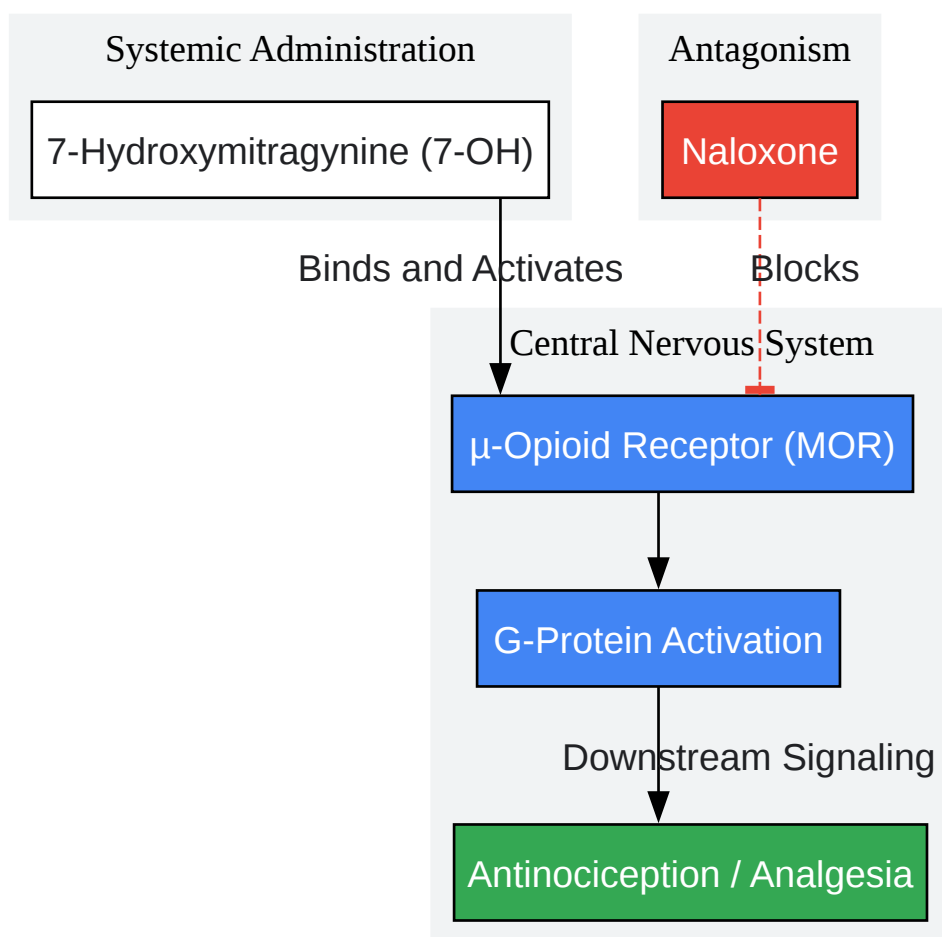 Systemic Administration
Antagonism
7-Hydroxymitragynine (7-OH)
Naloxone
Binds and Activates
Blocks
Central Nervous System
µ-Opioid Receptor (MOR)
G-Protein Activation
Downstream Signaling
Antinociception / Analgesia